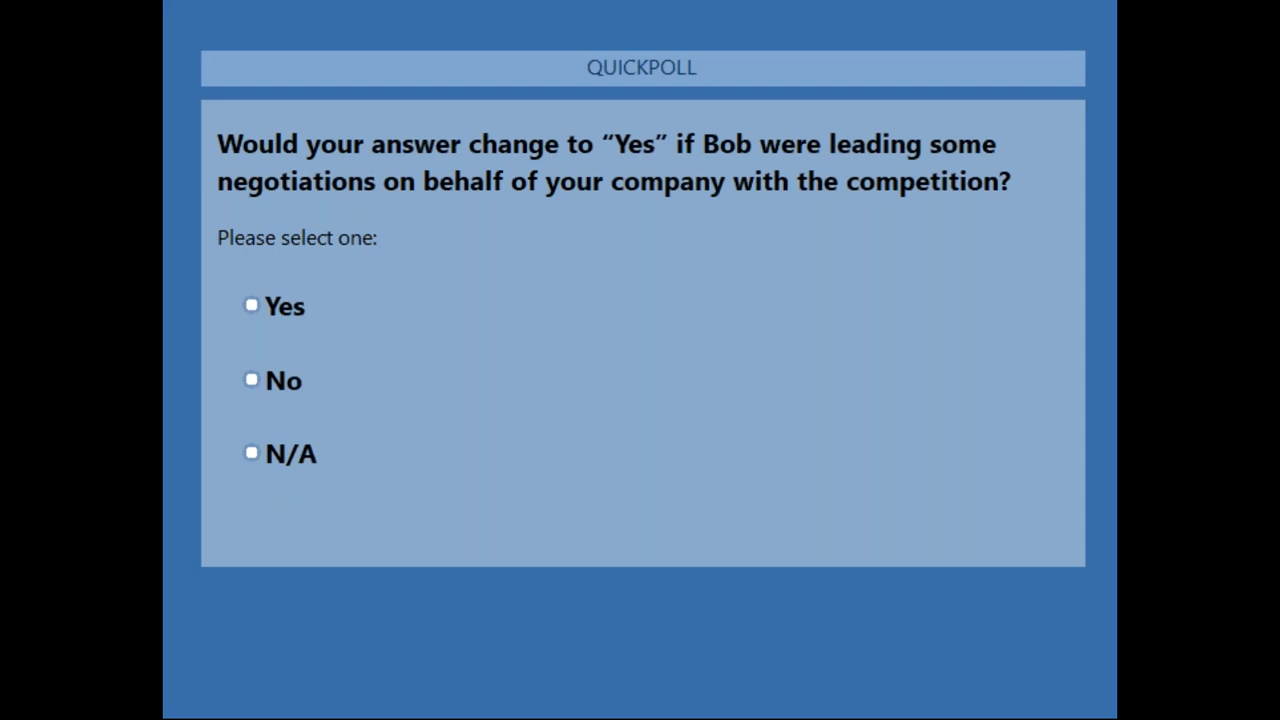 QUICKPOLL
Would your answer change to “Yes” if Bob were leading some
negotiations on behalf of your company with the competition?
Please select one:
Yes
No
N/A